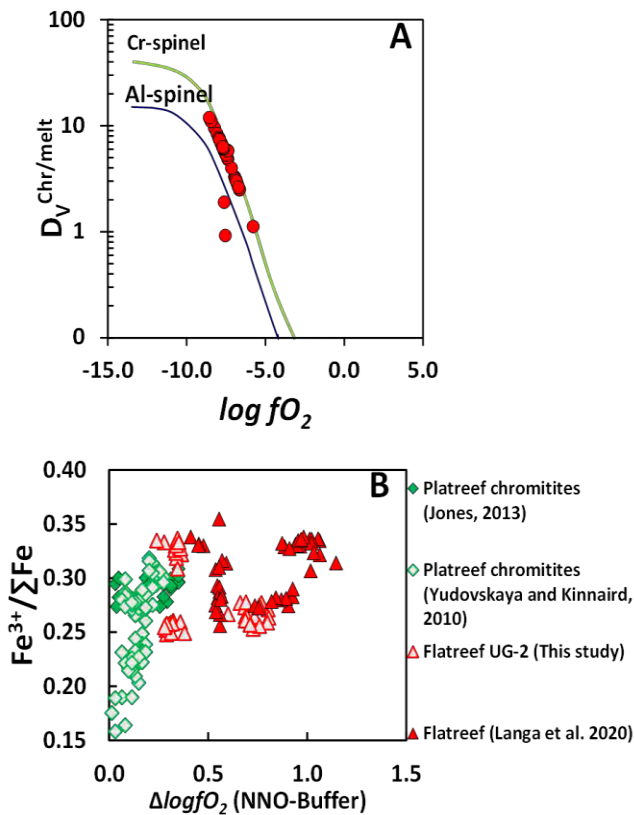 A
100
10
1
0
D_V^Chr/melt
Cr-spinel
Al-spinel
-15.0 -10.0 -5.0 0.0 5.0
log fO₂
B
0.40
0.35
0.30
0.25
0.20
0.15
Fe³⁺/∑Fe
0.0 0.5 1.0 1.5
ΔlogfO₂ (NNO-Buffer)
Platreef chromitites
(Jones, 2013)
Platreef chromitites
(Yudovskaya and Kinnaird,
2010)
Flatreef UG-2 (This study)
Flatreef (Langa et al. 2020)